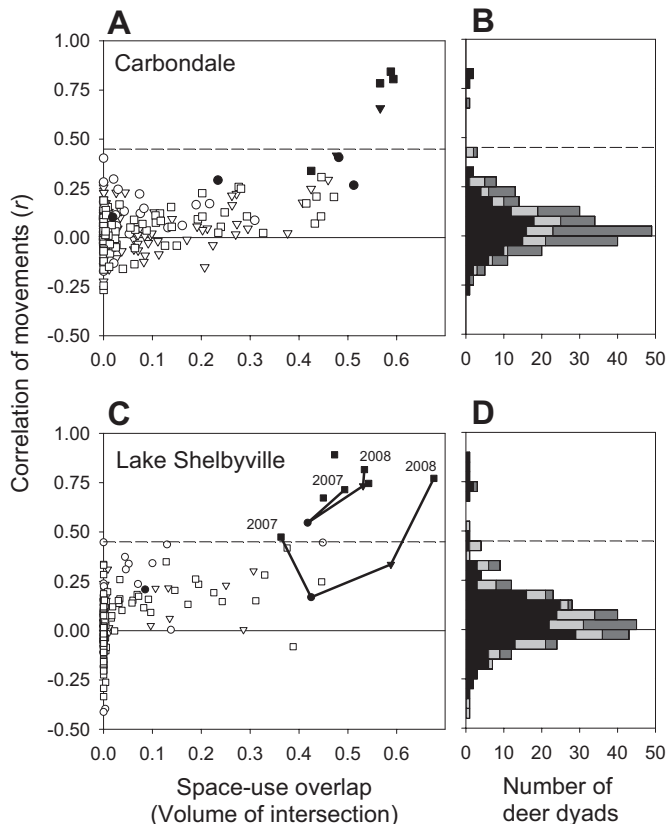 A
B
Carbondale
1.00
0.75
0.50
0.25
0.00
-0.25
-0.50
0.0 0.1 0.2 0.3 0.4 0.5 0.6
0 10 20 30 40 50
Correlation of movements (r)
C
D
Lake Shelbyville
2008
2008
2007
2007
1.00
0.75
0.50
0.25
0.00
-0.25
-0.50
0.0 0.1 0.2 0.3 0.4 0.5 0.6
0 10 20 30 40 50
Space-use overlap
(Volume of intersection)
Number of
deer dyads